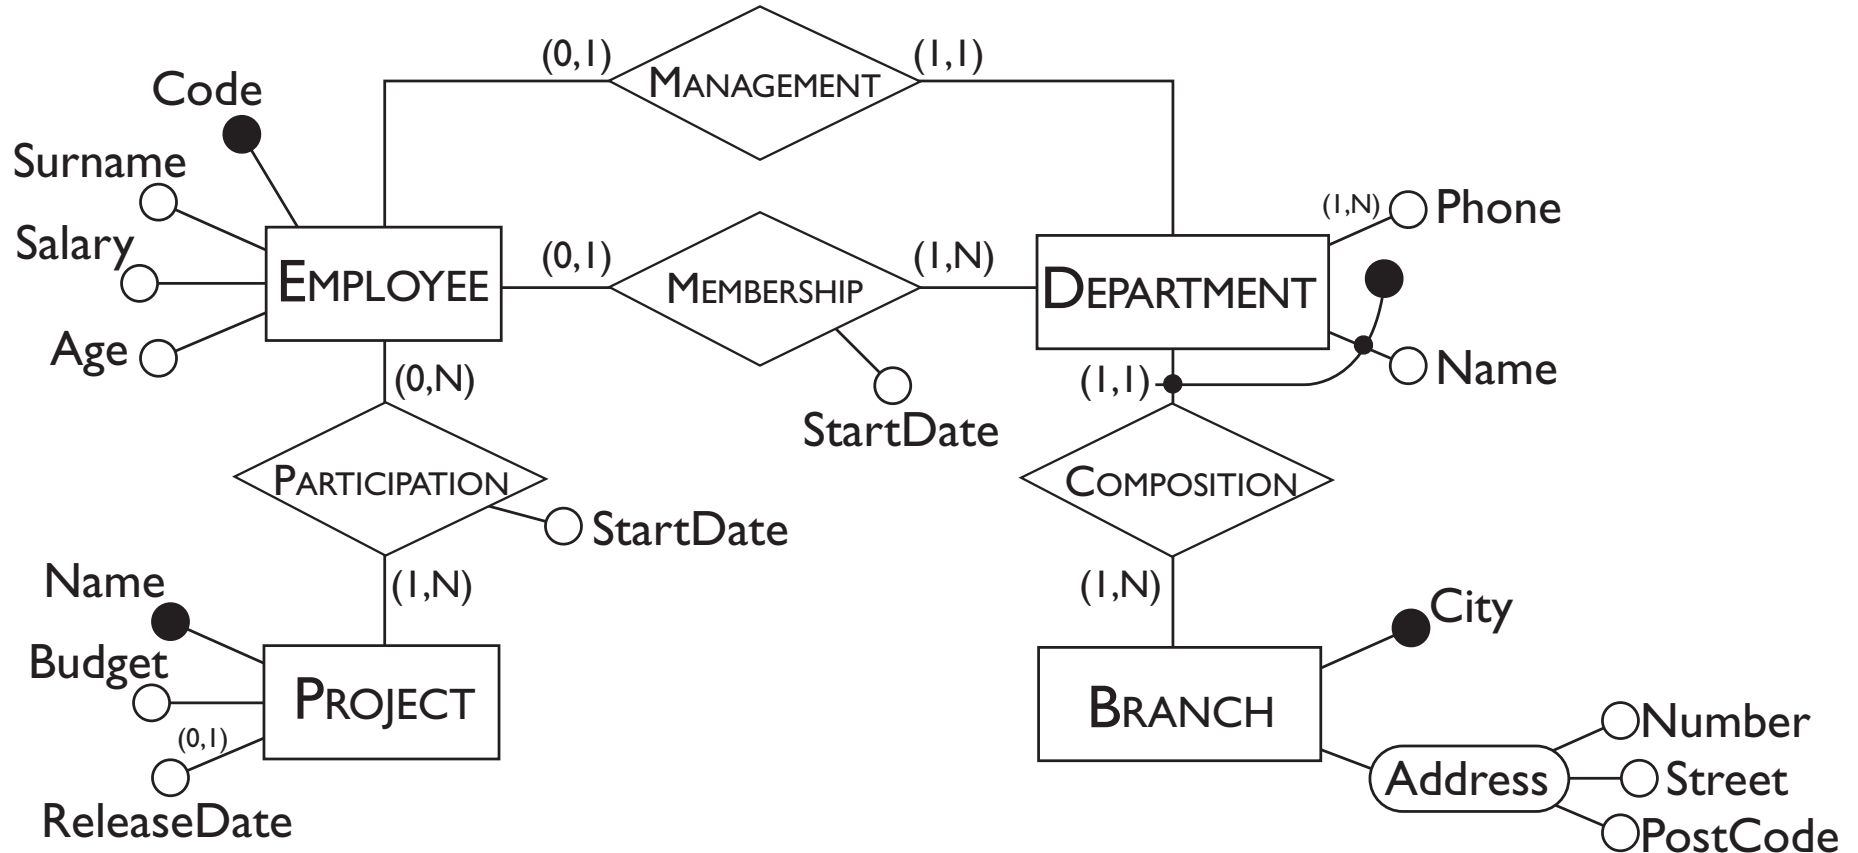 (0,1)
MANAGEMENT
(1,1)
Code
Surname
Salary
Age
EMPLOYEE
(0,1)
MEMBERSHIP
(1,N)
StartDate
DEPARTMENT
(1,N)
Phone
Name
(0,N)
PARTICIPATION
StartDate
(1,N)
(1,1)
COMPOSITION
(1,N)
Name
Budget
(0,1)
ReleaseDate
PROJECT
BRANCH
City
Address
Number
Street
PostCode